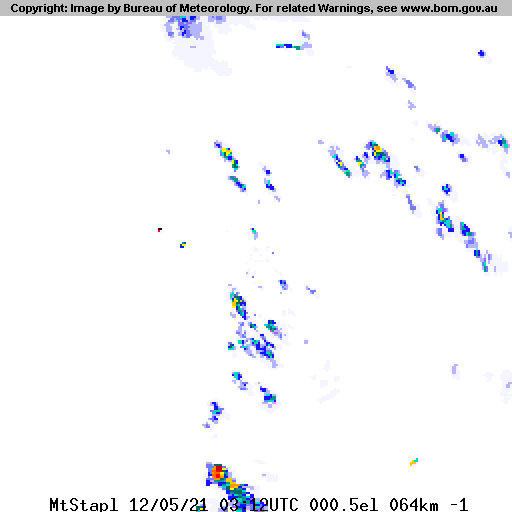 Copyright: Image by Bureau of Meteorology. For related Warnings, see www.bom.gov.au
MtStapl 12/05/21 03:12UTC 000.5el 064km -1